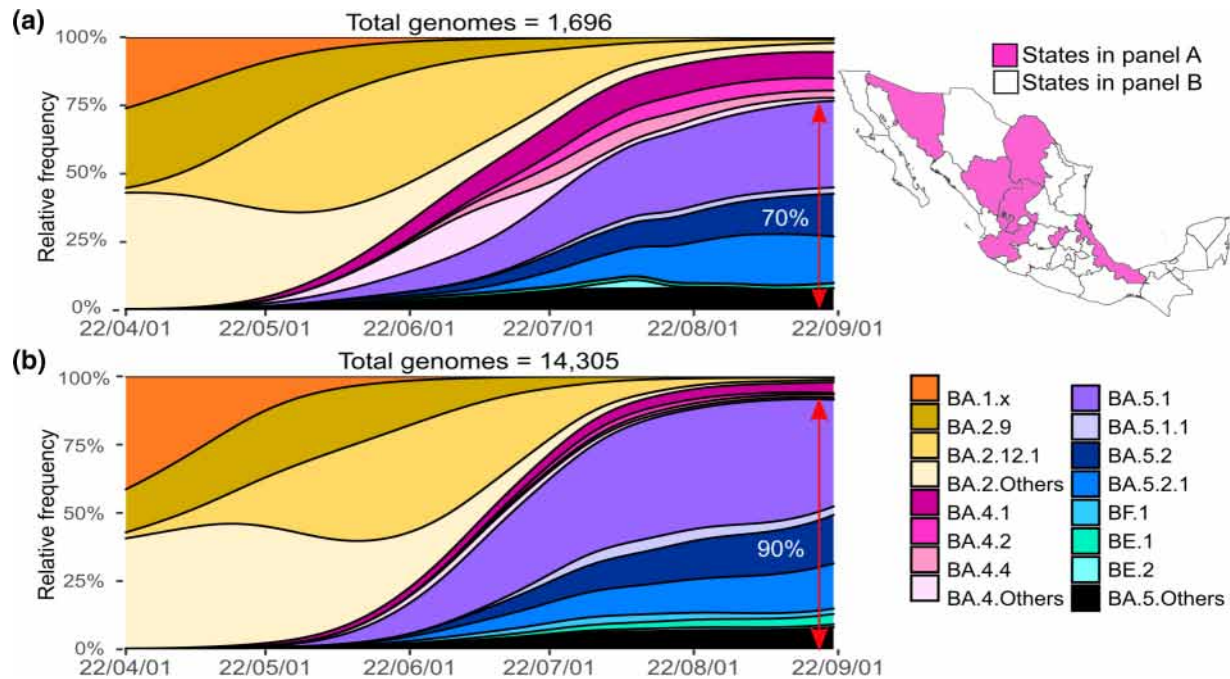 (a)
Total genomes = 1,696
100%
75%
50%
25%
0%
Relative frequency
70%
22/04/01
22/05/01
22/06/01
22/07/01
22/08/01
22/09/01
States in panel A
States in panel B
(b)
Total genomes = 14,305
100%
75%
50%
25%
0%
Relative frequency
90%
22/04/01
22/05/01
22/06/01
22/07/01
22/08/01
22/09/01
BA.1.x
BA.2.9
BA.2.12.1
BA.2.Others
BA.4.1
BA.4.2
BA.4.4
BA.4.Others
BA.5.1
BA.5.1.1
BA.5.2
BA.5.2.1
BF.1
BE.1
BE.2
BA.5.Others